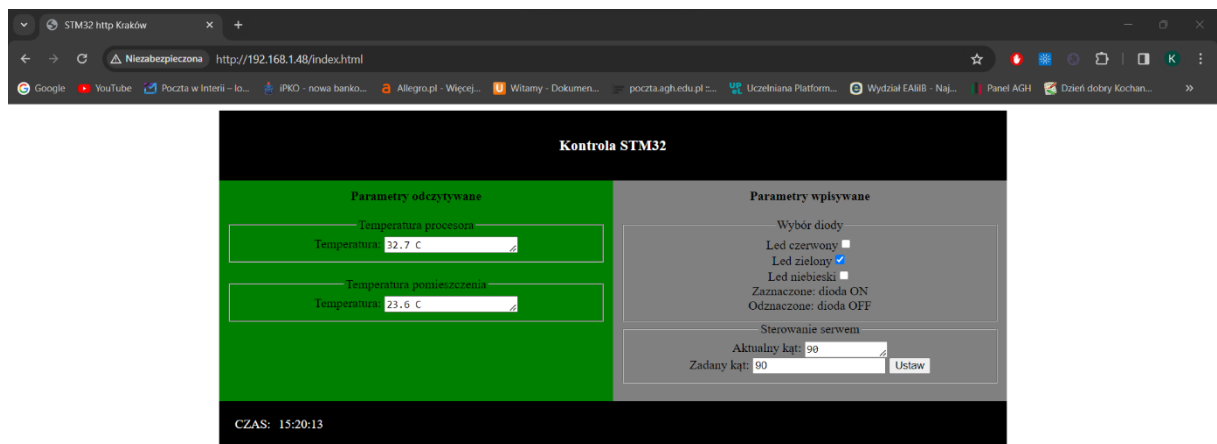 STM32 http Kraków
Niezabezpieczona http://192.168.1.48/index.html
K
Google YouTube Poczta w Interii – lo... iPKO - nowa banko... Allegro.pl - Więcej... Witamy - Dokumen... poczta.agh.edu.pl ::... Uczelniana Platform... Wydział EAIiIB - Naj... Panel AGH Dzień dobry Kochan...
Kontrola STM32
Parametry odczytywane
Temperatura procesora
Temperatura: 32.7 C
Temperatura pomieszczenia
Temperatura: 23.6 C
Parametry wpisywane
Wybór diody
Led czerwony
Led zielony
Led niebieski
Zaznaczone: dioda ON
Odznaczone: dioda OFF
Sterowanie serwem
Aktualny kąt: 90
Zadany kąt: 90 Ustaw
CZAS: 15:20:13